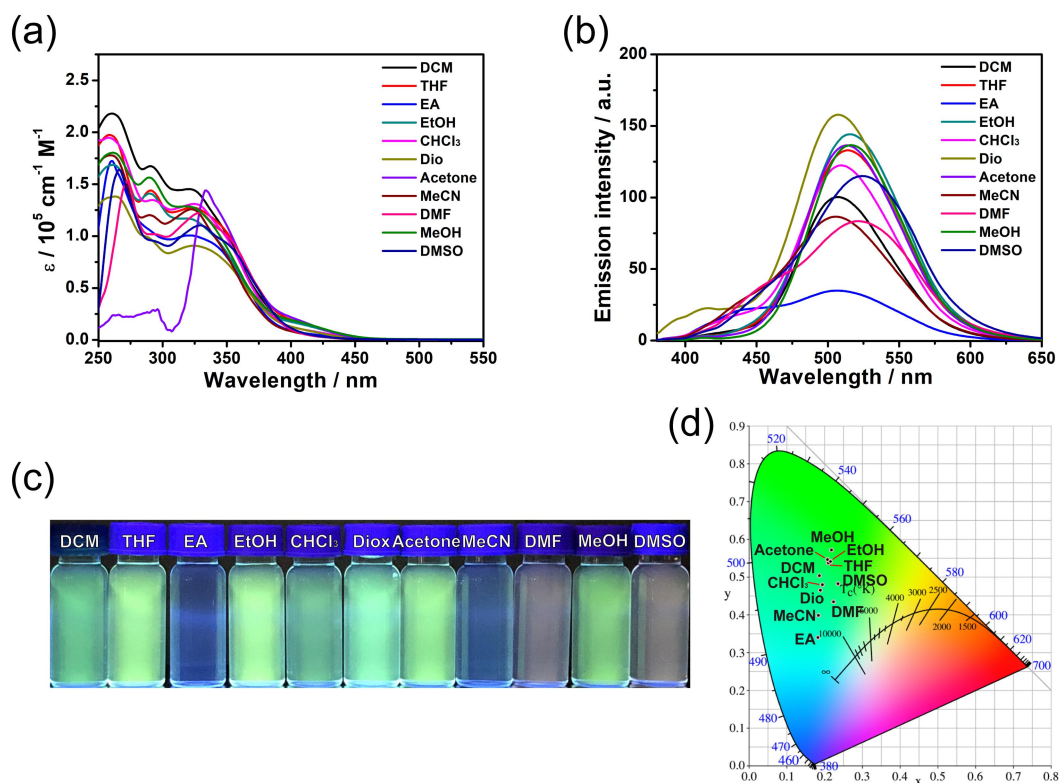 (a)
ε / 10⁵ cm⁻¹ M⁻¹
2.5
2.0
1.5
1.0
0.5
0.0
250 300 350 400 450 500 550
Wavelength / nm
DCM
THF
EA
EtOH
CHCl₃
Dio
Acetone
MeCN
DMF
MeOH
DMSO
(b)
Emission intensity / a.u.
200
150
100
50
0
400 450 500 550 600 650
Wavelength / nm
DCM
THF
EA
EtOH
CHCl₃
Dio
Acetone
MeCN
DMF
MeOH
DMSO
(c)
DCM THF EA EtOH CHCl₃ Diox Acetone MeCN DMF MeOH DMSO
(d)
y
0.9
0.8
0.7
0.6
0.5
0.4
0.3
0.2
0.1
0.0
0.0 0.1 0.2 0.3 0.4 0.5 0.6 0.7 0.8
x
520
540
560
500
580
600
620
700
490
480
470
460
380
MeOH
Acetone EtOH
THF
DCM
DMSO
CHCl₃
Tc(°K)
Dio
DMF
MeCN
EA
∞
10000
6000
4000
3000
2500
2000
1500